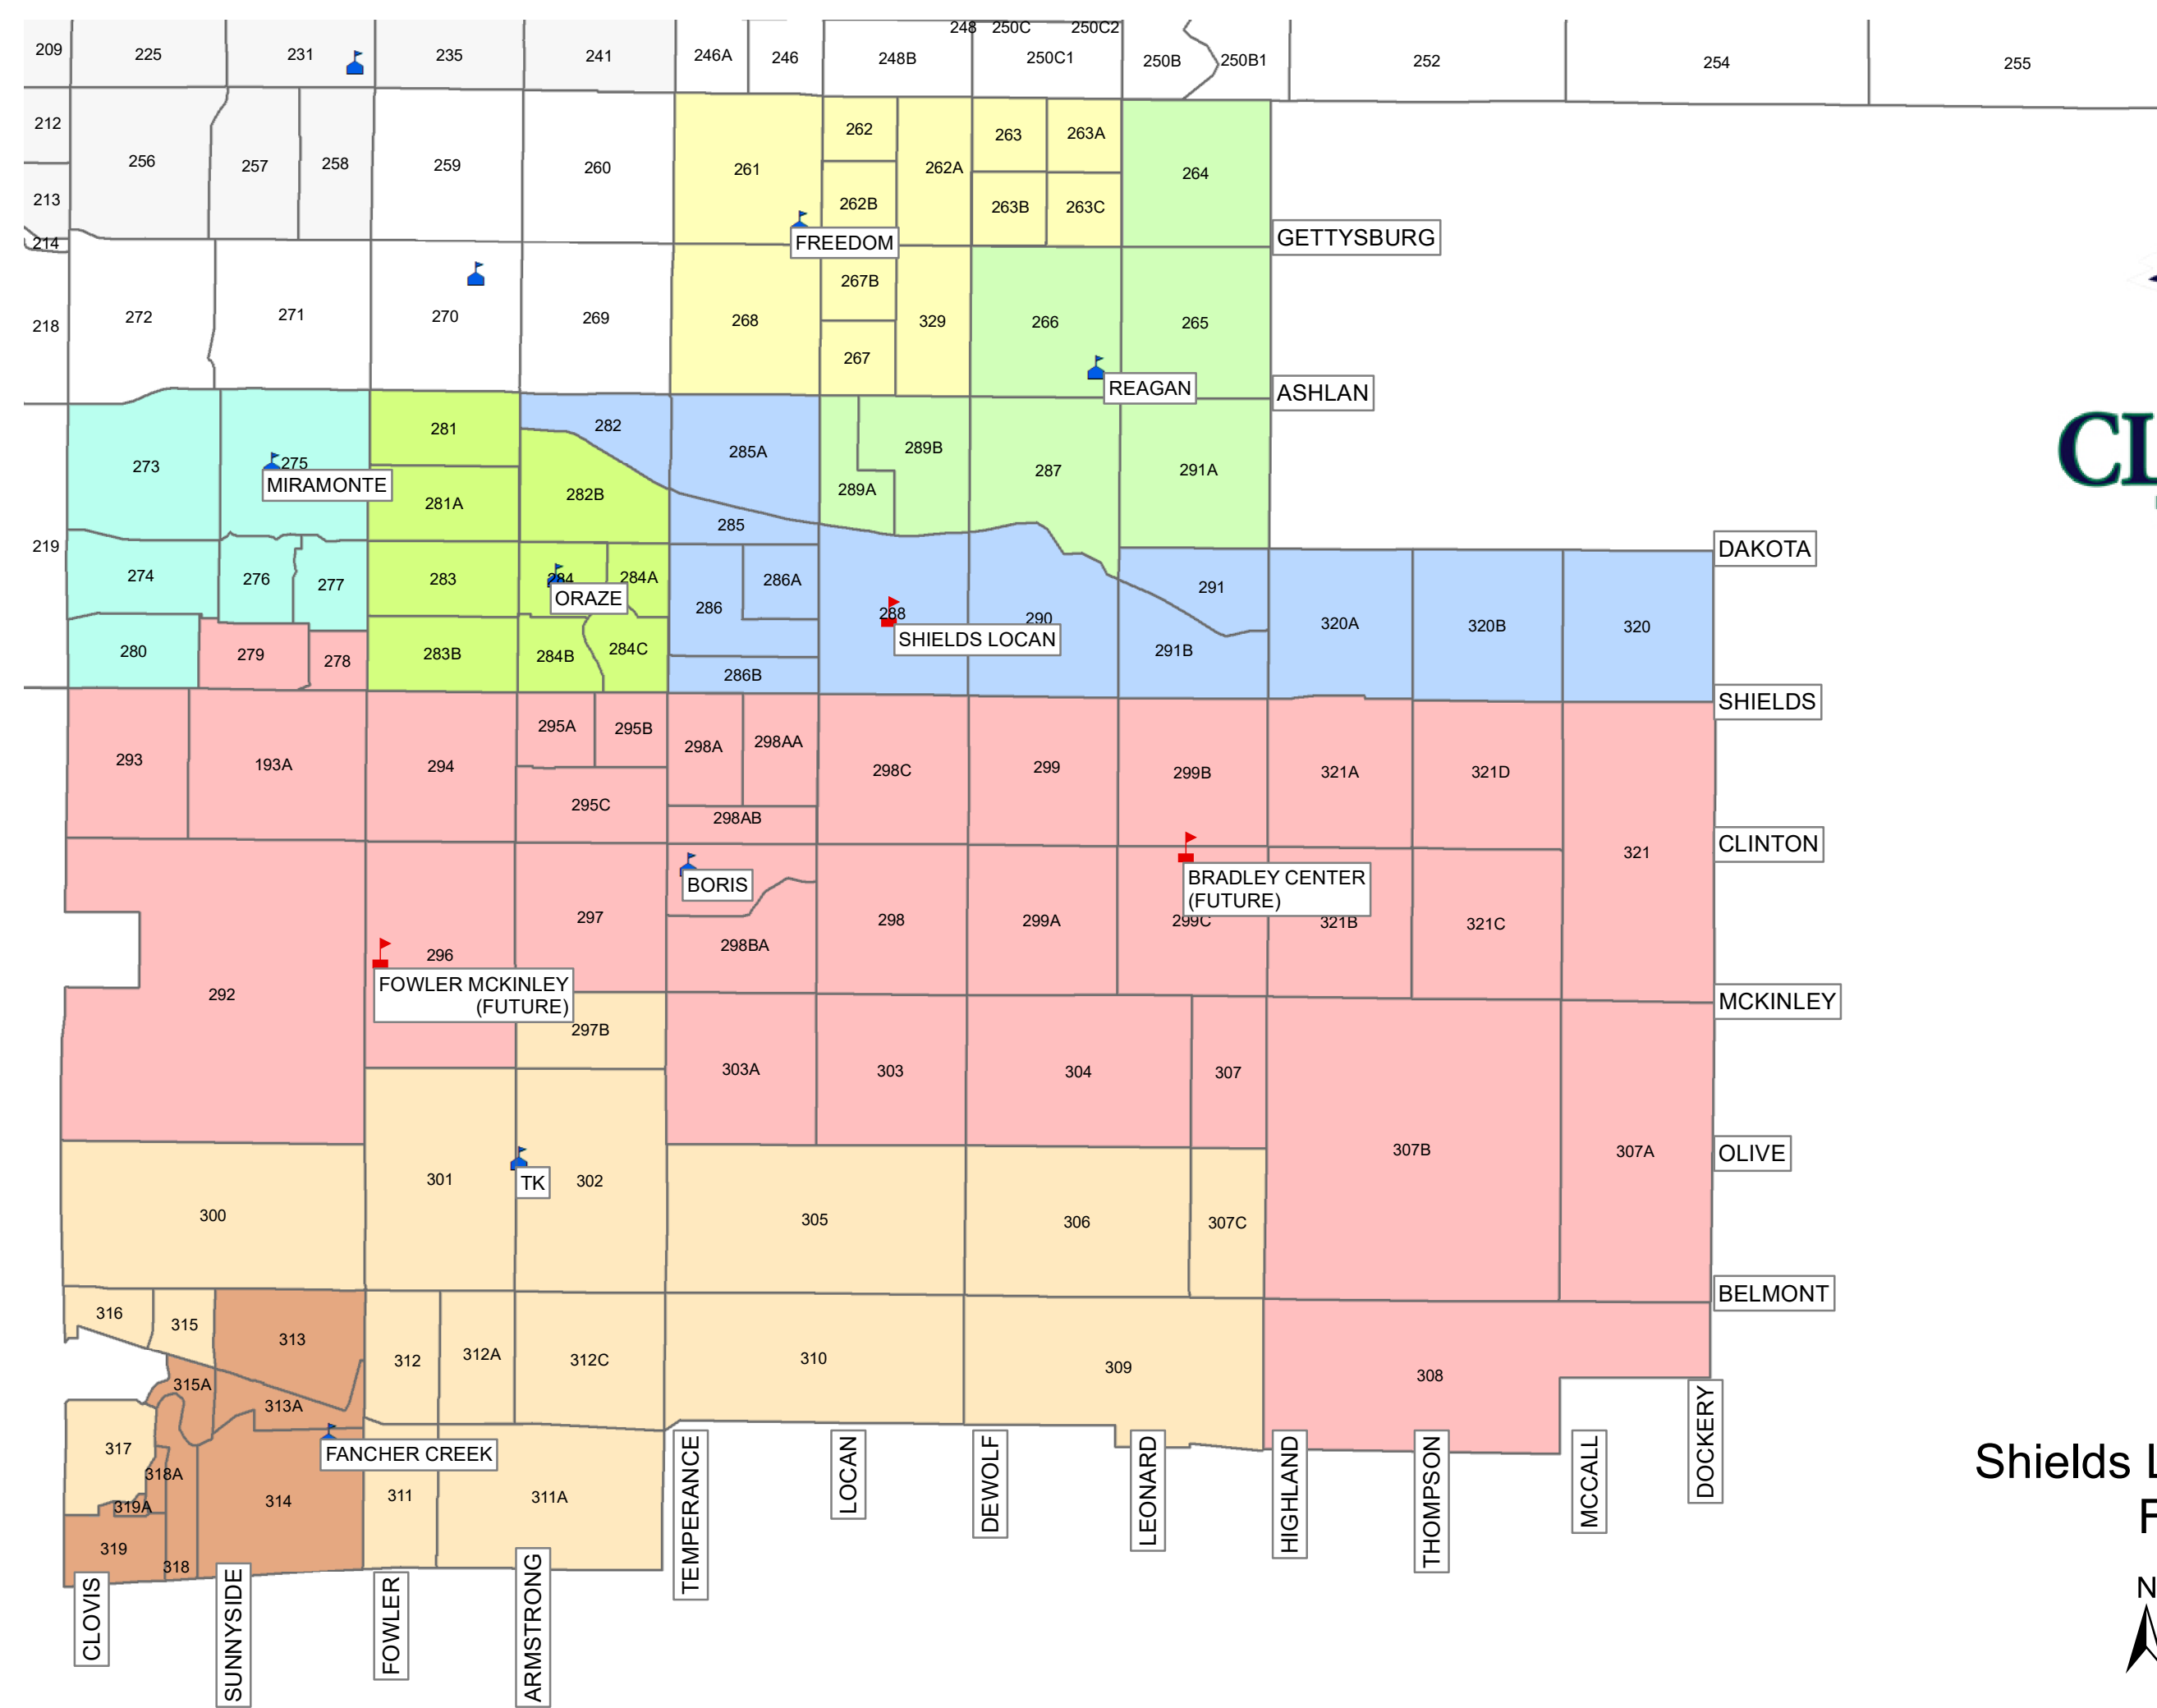 248 250C 250C2
209 225 231 235 241 246A 246 248B 250C1 250B 250B1 252 254 255
212 262 263 263A
256 257 258 259 260 261 262A 264
213 262B 263B 263C
214 FREEDOM GETTYSBURG
267B
218 272 271 270 269 268 329 266 265
267
REAGAN ASHLAN
281 282
273 275 285A 289B 287 291A
MIRAMONTE
281A 282B 289A
285
219 DAKOTA
274 276 277 283 284 284A 286A 291
ORAZE 286 288 290 320A 320B 320
SHIELDS LOCAN
280 279 278 283B 284B 284C 291B
286B
SHIELDS
295A 295B
293 193A 294 298A 298AA 298C 299 299B 321A 321D
295C 298AB
CLINTON
321
BORIS BRADLEY CENTER
(FUTURE)
297 298 299A 299C 321B 321C
296 298BA
FOWLER MCKINLEY
(FUTURE)
292 MCKINLEY
297B
303A 303 304 307
307B 307A OLIVE
301 TK 302
300 305 306 307C
BELMONT
316 315 313
312 312A 312C 310 309 308
315A
313A
317 FANCHER CREEK
318A
319A 314 311 311A
319 318
CLOVIS
SUNNYSIDE
FOWLER
ARMSTRONG
TEMPERANCE
LOCAN
DEWOLF
LEONARD
HIGHLAND
THOMPSON
MCCALL
DOCKERY
Shields
N